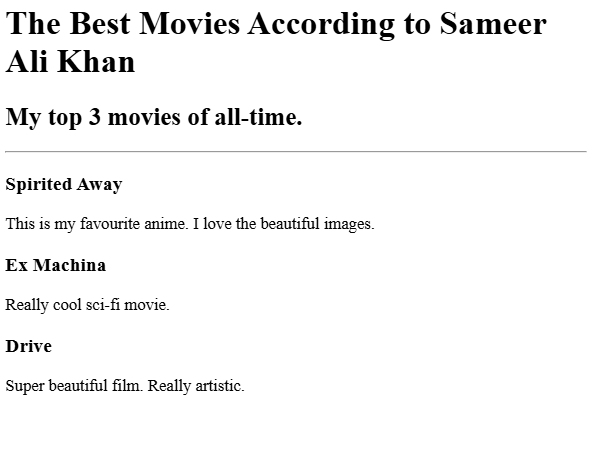 The Best Movies According to Sameer
Ali Khan
My top 3 movies of all-time.
Spirited Away
This is my favourite anime. I love the beautiful images.
Ex Machina
Really cool sci-fi movie.
Drive
Super beautiful film. Really artistic.